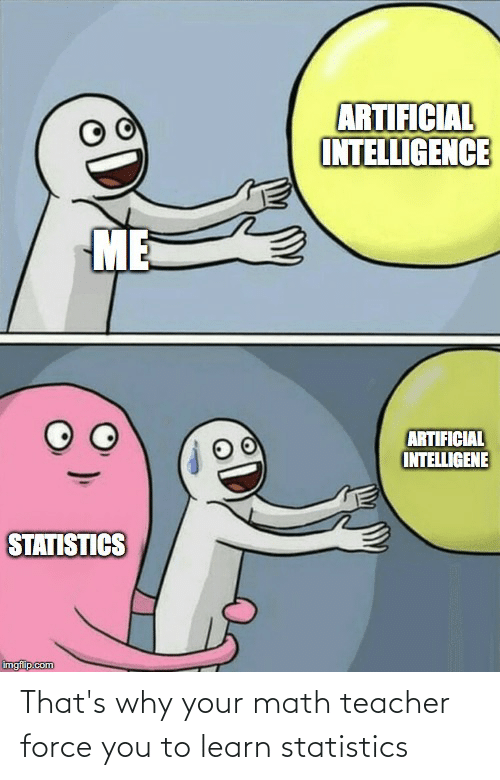 ARTIFICIAL
INTELLIGENCE
ME
ARTIFICIAL
INTELLIGENE
STATISTICS
imgflip.com
That's why your math teacher
force you to learn statistics